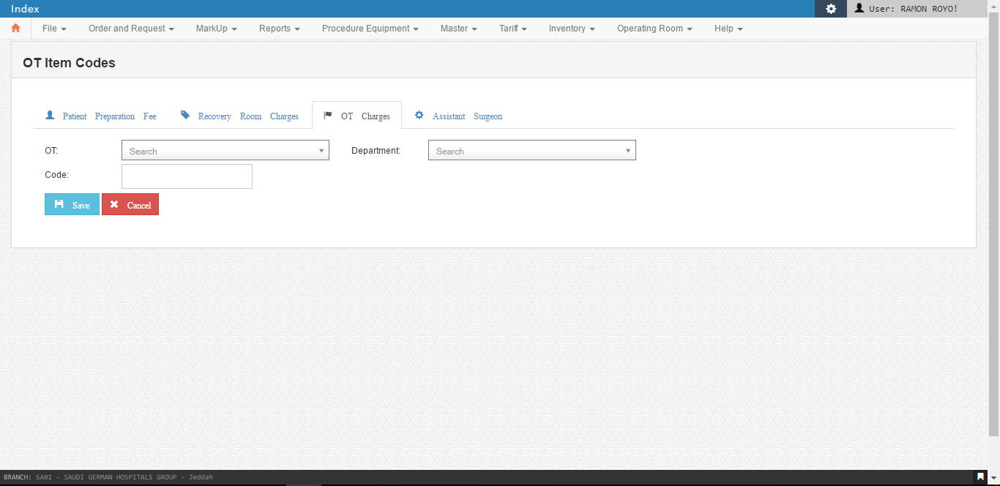 Index
User: RAMON ROYO!
File Order and Request MarkUp Reports Procedure Equipment Master Tariff Inventory Operating Room Help
OT Item Codes
Patient Preparation Fee Recovery Room Charges OT Charges Assistant Surgeon
OT: Search Department: Search
Code:
Save Cancel
BRANCH: SA01 - SAUDI GERMAN HOSPITALS GROUP - Jeddah